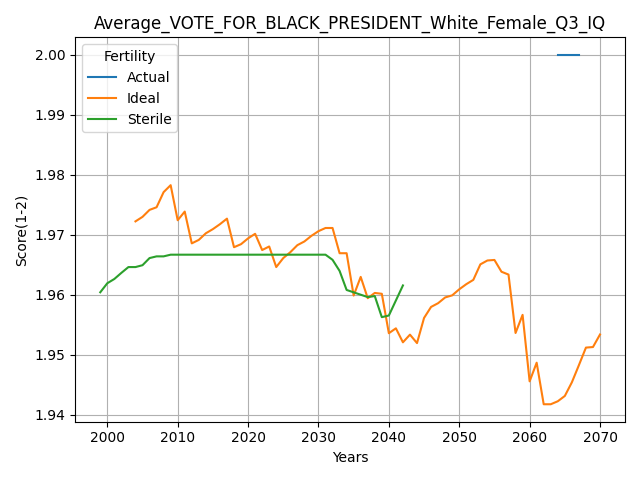 Average_VOTE_FOR_BLACK_PRESIDENT_White_Female_Q3_IQ
Fertility
Actual
Ideal
Sterile
Score(1-2)
2.00
1.99
1.98
1.97
1.96
1.95
1.94
2000 2010 2020 2030 2040 2050 2060 2070
Years